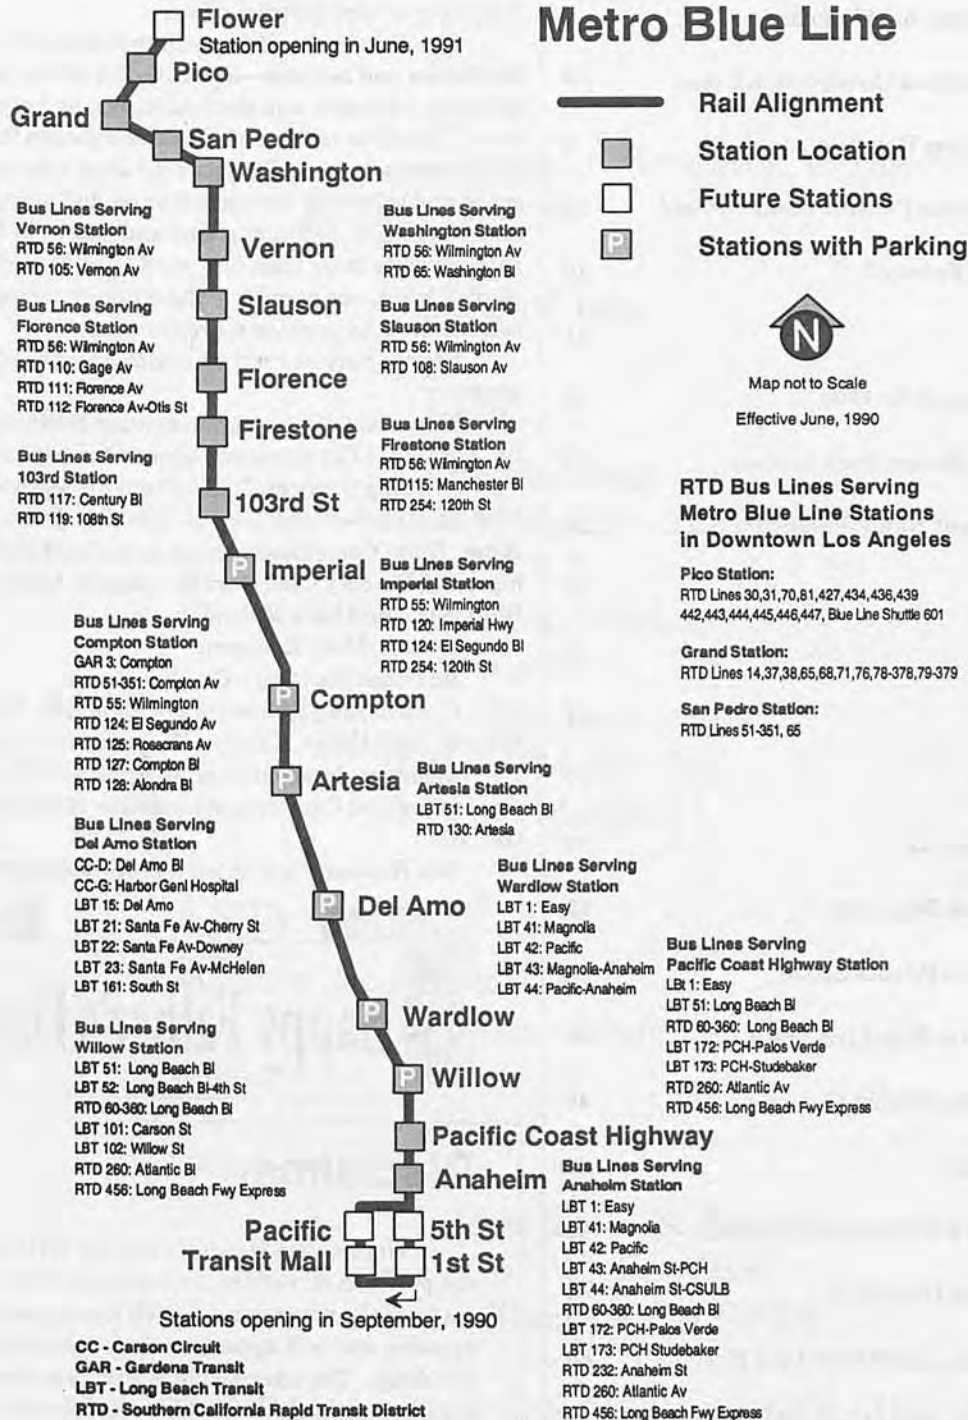 Metro Blue Line
Rail Alignment
Station Location
Future Stations
P Stations with Parking
N
Map not to Scale
Effective June, 1990
Flower
Station opening in June, 1991
Pico
Grand
San Pedro
Washington
Bus Lines Serving
Vernon Station
RTD 56: Wilmington Av
RTD 105: Vernon Av
Vernon
Bus Lines Serving
Washington Station
RTD 56: Wilmington Av
RTD 65: Washington Bl
Bus Lines Serving
Florence Station
RTD 56: Wilmington Av
RTD 110: Gage Av
RTD 111: Florence Av
RTD 112: Florence Av-Otis St
Slauson
Bus Lines Serving
Slauson Station
RTD 56: Wilmington Av
RTD 108: Slauson Av
Florence
Firestone
Bus Lines Serving
Firestone Station
RTD 56: Wilmington Av
RTD115: Manchester Bl
RTD 254: 120th St
Bus Lines Serving
103rd Station
RTD 117: Century Bl
RTD 119: 108th St
103rd St
P Imperial
Bus Lines Serving
Imperial Station
RTD 55: Wilmington
RTD 120: Imperial Hwy
RTD 124: El Segundo Bl
RTD 254: 120th St
Bus Lines Serving
Compton Station
GAR 3: Compton
RTD 51-351: Compton Av
RTD 55: Wilmington
RTD 124: El Segundo Av
RTD 125: Rosecrans Av
RTD 127: Compton Bl
RTD 128: Alondra Bl
P Compton
P Artesia
Bus Lines Serving
Artesia Station
LBT 51: Long Beach Bl
RTD 130: Artesia
RTD Bus Lines Serving
Metro Blue Line Stations
in Downtown Los Angeles
Pico Station:
RTD Lines 30,31,70,81,427,434,436,439
442,443,444,445,446,447, Blue Line Shuttle 601
Grand Station:
RTD Lines 14,37,38,65,68,71,76,78-378,79-379
San Pedro Station:
RTD Lines 51-351, 65
Bus Lines Serving
Del Amo Station
CC-D: Del Amo Bl
CC-G: Harbor Genl Hospital
LBT 15: Del Amo
LBT 21: Santa Fe Av-Cherry St
LBT 22: Santa Fe Av-Downey
LBT 23: Santa Fe Av-McHelen
LBT 161: South St
P Del Amo
Bus Lines Serving
Wardlow Station
LBT 1: Easy
LBT 41: Magnolia
LBT 42: Pacific
LBT 43: Magnolia-Anaheim
LBT 44: Pacific-Anaheim
P Wardlow
Bus Lines Serving
Pacific Coast Highway Station
LBt 1: Easy
LBT 51: Long Beach Bl
RTD 60-360: Long Beach Bl
LBT 172: PCH-Palos Verde
LBT 173: PCH-Studebaker
RTD 260: Atlantic Av
RTD 456: Long Beach Fwy Express
Bus Lines Serving
Willow Station
LBT 51: Long Beach Bl
LBT 52: Long Beach Bl-4th St
RTD 60-360: Long Beach Bl
LBT 101: Carson St
LBT 102: Willow St
RTD 260: Atlantic Bl
RTD 456: Long Beach Fwy Express
P Willow
Pacific Coast Highway
Anaheim
Bus Lines Serving
Anaheim Station
LBT 1: Easy
LBT 41: Magnolia
LBT 42: Pacific
LBT 43: Anaheim St-PCH
LBT 44: Anaheim St-CSULB
RTD 60-360: Long Beach Bl
LBT 172: PCH-Palos Verde
LBT 173: PCH Studebaker
RTD 232: Anaheim St
RTD 260: Atlantic Av
RTD 456: Long Beach Fwy Express
Pacific
5th St
Transit Mall
1st St
Stations opening in September, 1990
CC - Carson Circuit
GAR - Gardena Transit
LBT - Long Beach Transit
RTD - Southern California Rapid Transit District